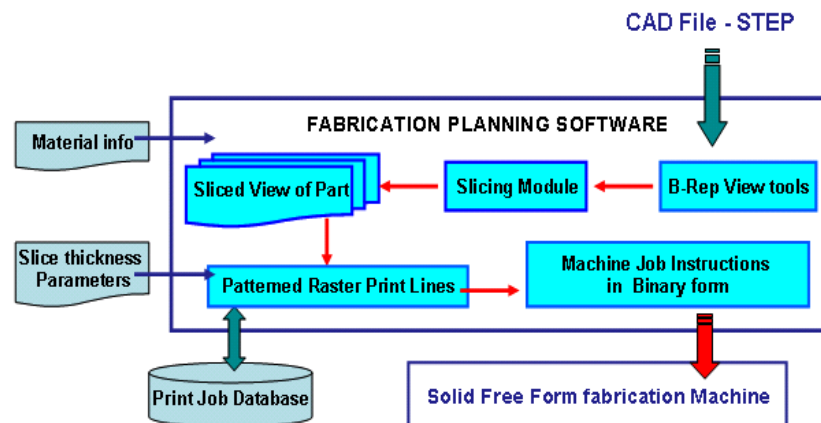 CAD File - STEP
FABRICATION PLANNING SOFTWARE
Material info
Sliced View of Part
Slicing Module
B-Rep View tools
Slice thickness
Parameters
Patterned Raster Print Lines
Machine Job Instructions
in Binary form
Print Job Database
Solid Free Form fabrication Machine